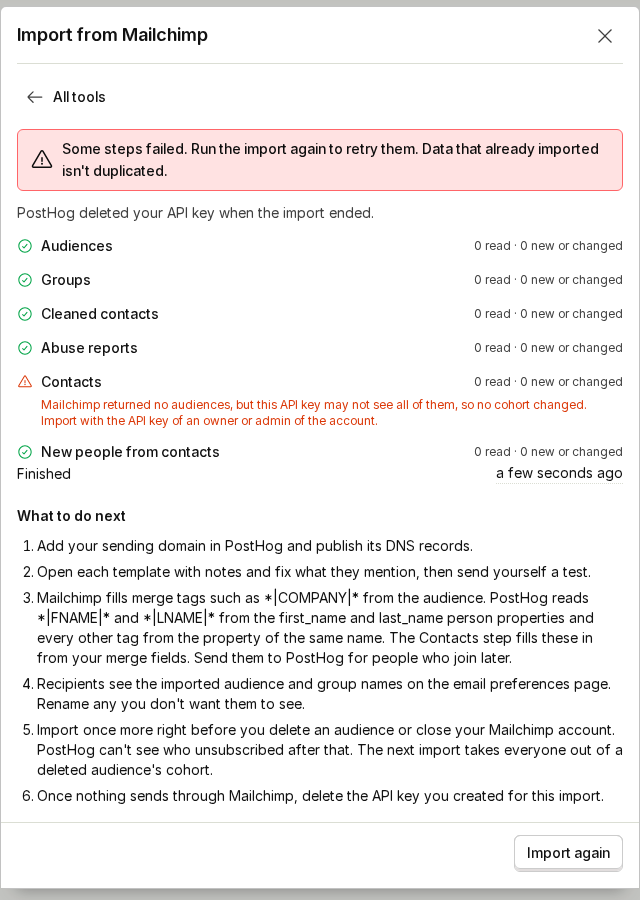 Import from Mailchimp
All tools
Some steps failed. Run the import again to retry them. Data that already imported
isn't duplicated.
PostHog deleted your API key when the import ended.
Audiences 0 read · 0 new or changed
Groups 0 read · 0 new or changed
Cleaned contacts 0 read · 0 new or changed
Abuse reports 0 read · 0 new or changed
Contacts 0 read · 0 new or changed
Mailchimp returned no audiences, but this API key may not see all of them, so no cohort changed.
Import with the API key of an owner or admin of the account.
New people from contacts 0 read · 0 new or changed
Finished a few seconds ago
What to do next
1. Add your sending domain in PostHog and publish its DNS records.
2. Open each template with notes and fix what they mention, then send yourself a test.
3. Mailchimp fills merge tags such as *|COMPANY|* from the audience. PostHog reads
*|FNAME|* and *|LNAME|* from the first_name and last_name person properties and
every other tag from the property of the same name. The Contacts step fills these in
from your merge fields. Send them to PostHog for people who join later.
4. Recipients see the imported audience and group names on the email preferences page.
Rename any you don't want them to see.
5. Import once more right before you delete an audience or close your Mailchimp account.
PostHog can't see who unsubscribed after that. The next import takes everyone out of a
deleted audience's cohort.
6. Once nothing sends through Mailchimp, delete the API key you created for this import.
Import again